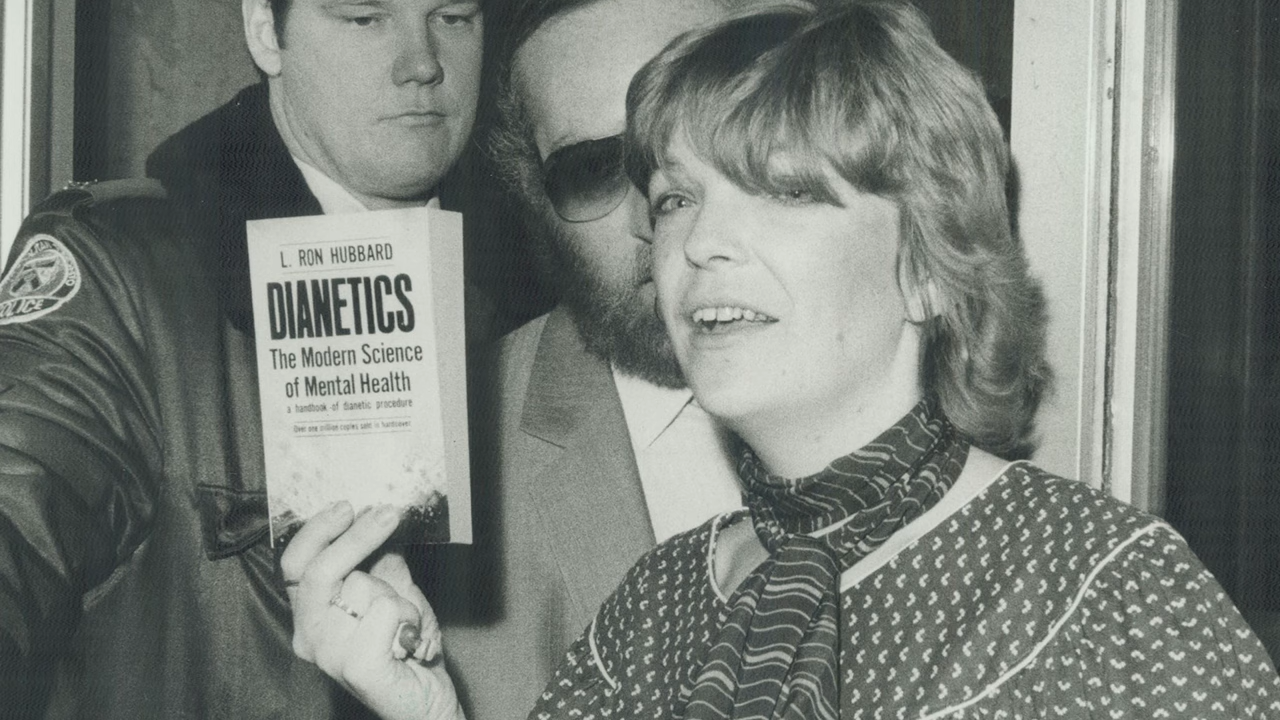 L. RON HUBBARD
DIANETICS
The Modern Science
of Mental Health
a handbook of dianetic procedure
Over one million copies sold in hardcover
POLICE